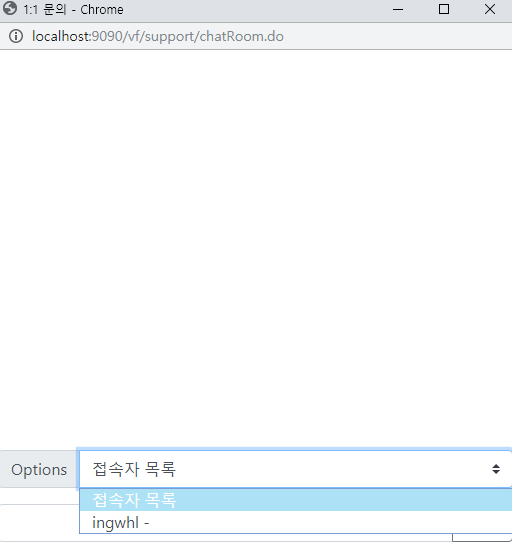 1:1 문의 - Chrome
localhost:9090/vf/support/chatRoom.do
Options
접속자 목록
접속자 목록
ingwhl -